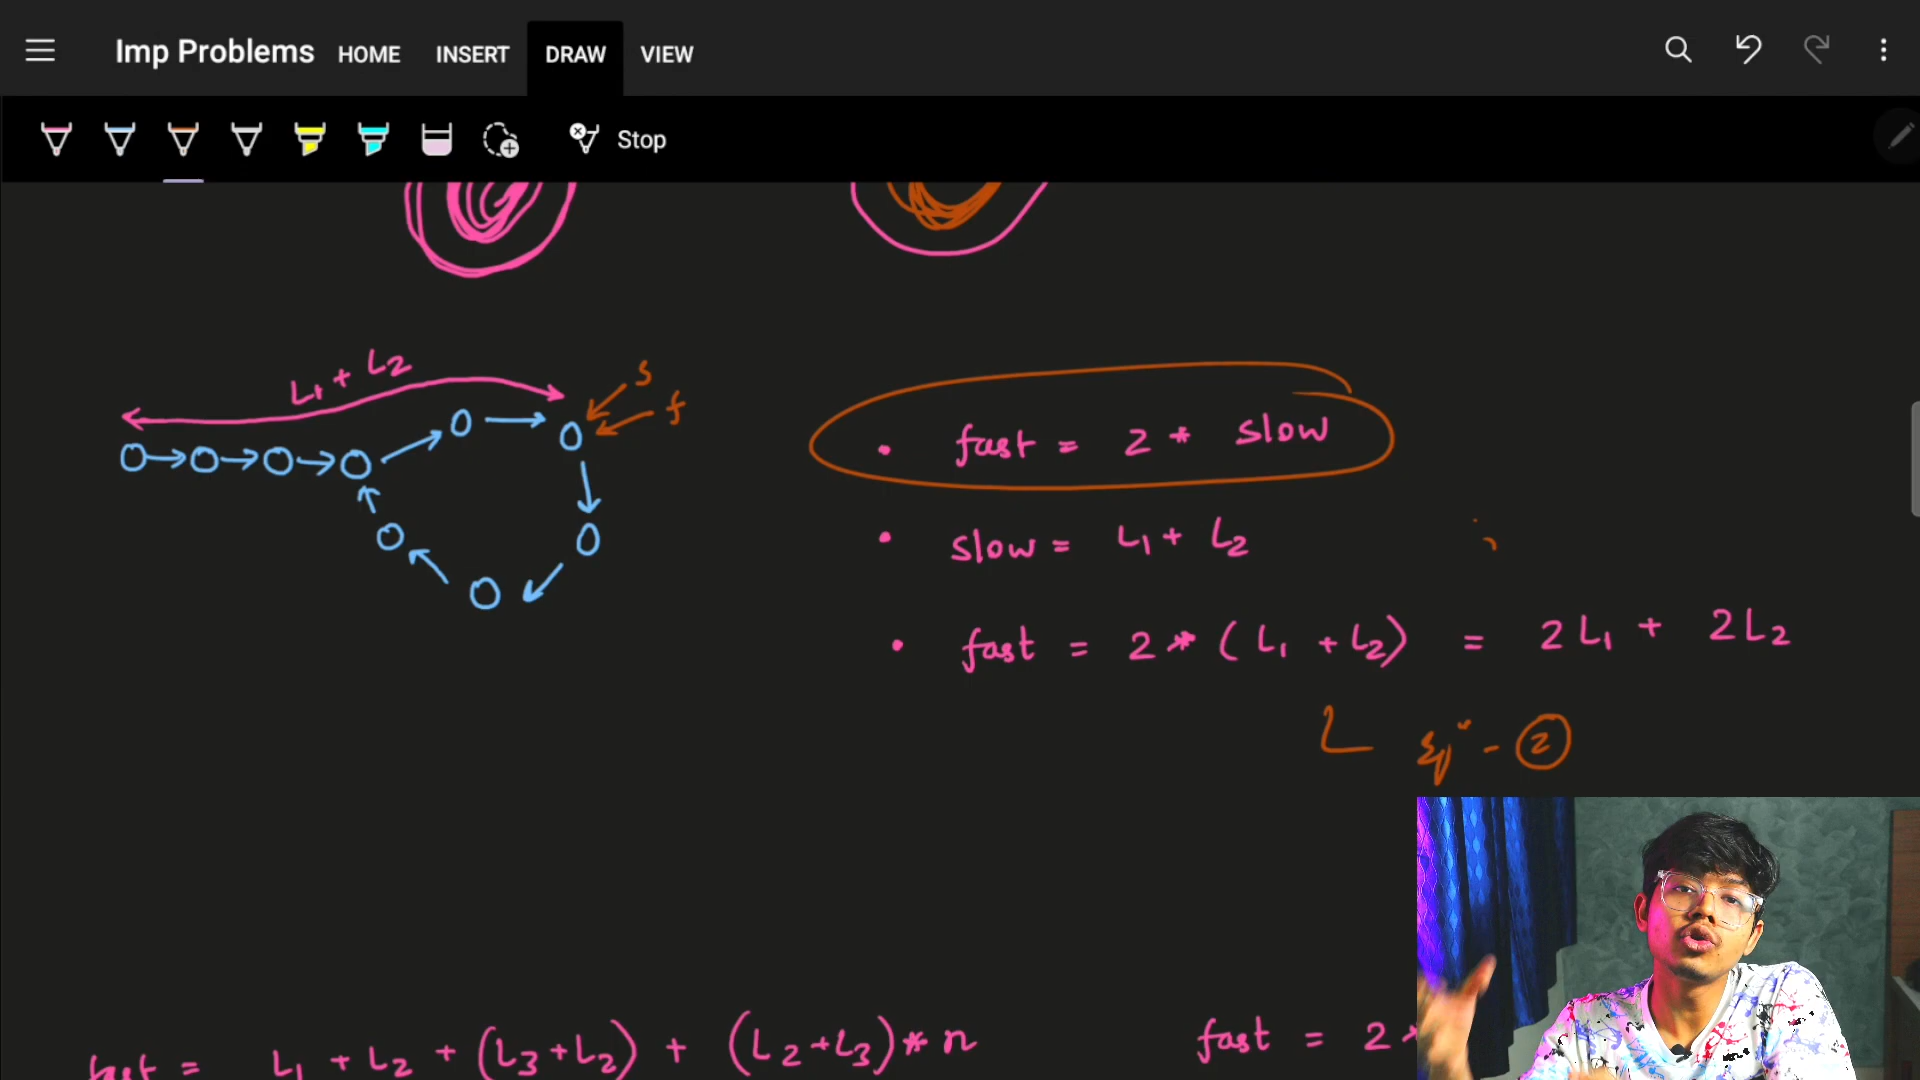 Imp Problems HOME INSERT DRAW VIEW
Stop
L1 + L2
s
f
• fast = 2 * slow
• slow = L1 + L2
• fast = 2 * (L1 + L2) = 2L1 + 2L2
- 2
fast = L1 + L2 + (L3+L2) + (L2+L3)* n
fast = 2 *